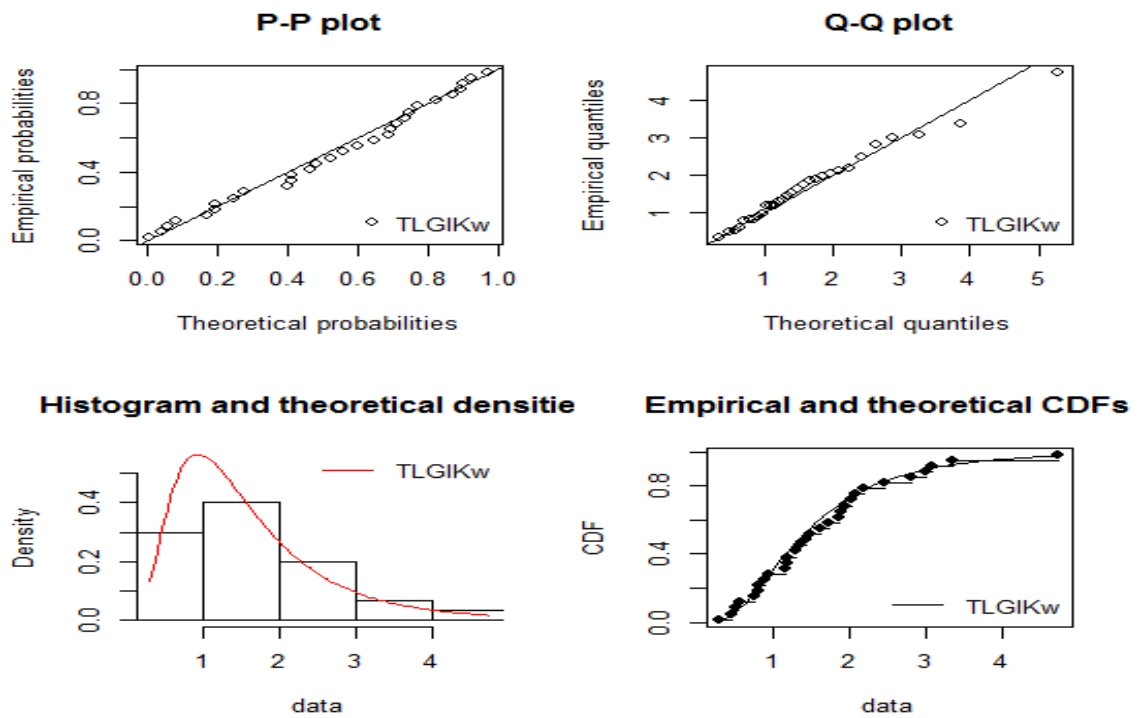 P-P plot
Empirical probabilities
0.0 0.4 0.8
TLGIKw
0.0 0.2 0.4 0.6 0.8 1.0
Theoretical probabilities
Q-Q plot
Empirical quantiles
1 2 3 4
TLGIKw
1 2 3 4 5
Theoretical quantiles
Histogram and theoretical densitie
Density
0.0 0.2 0.4
TLGIKw
1 2 3 4
data
Empirical and theoretical CDFs
CDF
0.0 0.4 0.8
TLGIKw
1 2 3 4
data